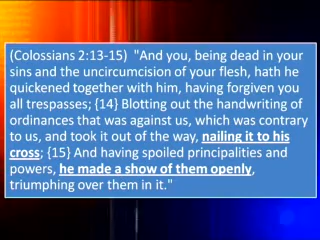 (Colossians 2:13-15)  "And you, being dead in your
sins and the uncircumcision of your flesh, hath he
quickened together with him, having forgiven you
all trespasses; {14} Blotting out the handwriting of
ordinances that was against us, which was contrary
to us, and took it out of the way, nailing it to his
cross; {15} And having spoiled principalities and
powers, he made a show of them openly,
triumphing over them in it."